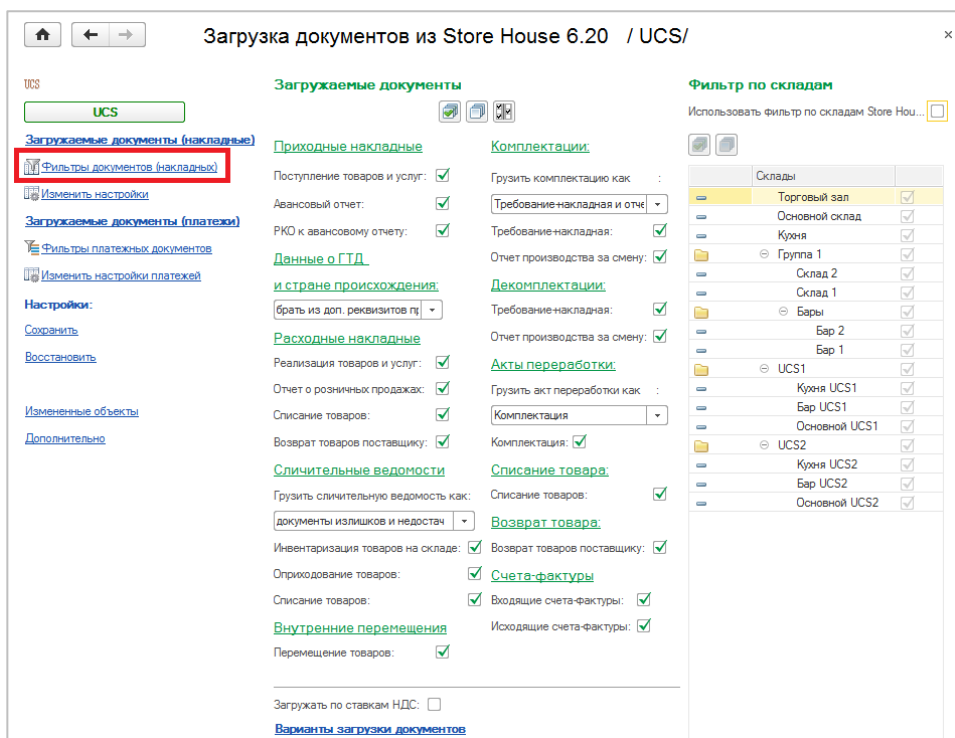 Загрузка документов из Store House 6.20 / UCS/
UCS
UCS
Загружаемые документы (накладные)
Фильтры документов (накладных)
Изменить настройки
Загружаемые документы (платежи)
Фильтры платежных документов
Изменить настройки платежей
Настройки:
Сохранить
Восстановить
Измененные объекты
Дополнительно
Загружаемые документы
Приходные накладные
Поступление товаров и услуг:
Авансовый отчет:
РКО к авансовому отчету:
Данные о ГТД
и стране происхождения:
брать из доп. реквизитов пр
Расходные накладные
Реализация товаров и услуг:
Отчет о розничных продажах:
Списание товаров:
Возврат товаров поставщику:
Сличительные ведомости
Грузить сличительную ведомость как:
документы излишков и недостач
Инвентаризация товаров на складе:
Оприходование товаров:
Списание товаров:
Внутренние перемещения
Перемещение товаров:
Комплектации:
Грузить комплектацию как :
Требование-накладная и отче
Требование-накладная:
Отчет производства за смену:
Декомплектации:
Требование-накладная:
Отчет производства за смену:
Акты переработки:
Грузить акт переработки как :
Комплектация
Комплектация:
Списание товара:
Списание товаров:
Возврат товара:
Возврат товаров поставщику:
Счета-фактуры
Входящие счета-фактуры:
Исходящие счета-фактуры:
Загружать по ставкам НДС:
Варианты загрузки документов
Фильтр по складам
Использовать фильтр по складам Store Hou...
Склады
Торговый зал
Основной склад
Кухня
Группа 1
Склад 2
Склад 1
Бары
Бар 2
Бар 1
UCS1
Кухня UCS1
Бар UCS1
Основной UCS1
UCS2
Кухня UCS2
Бар UCS2
Основной UCS2